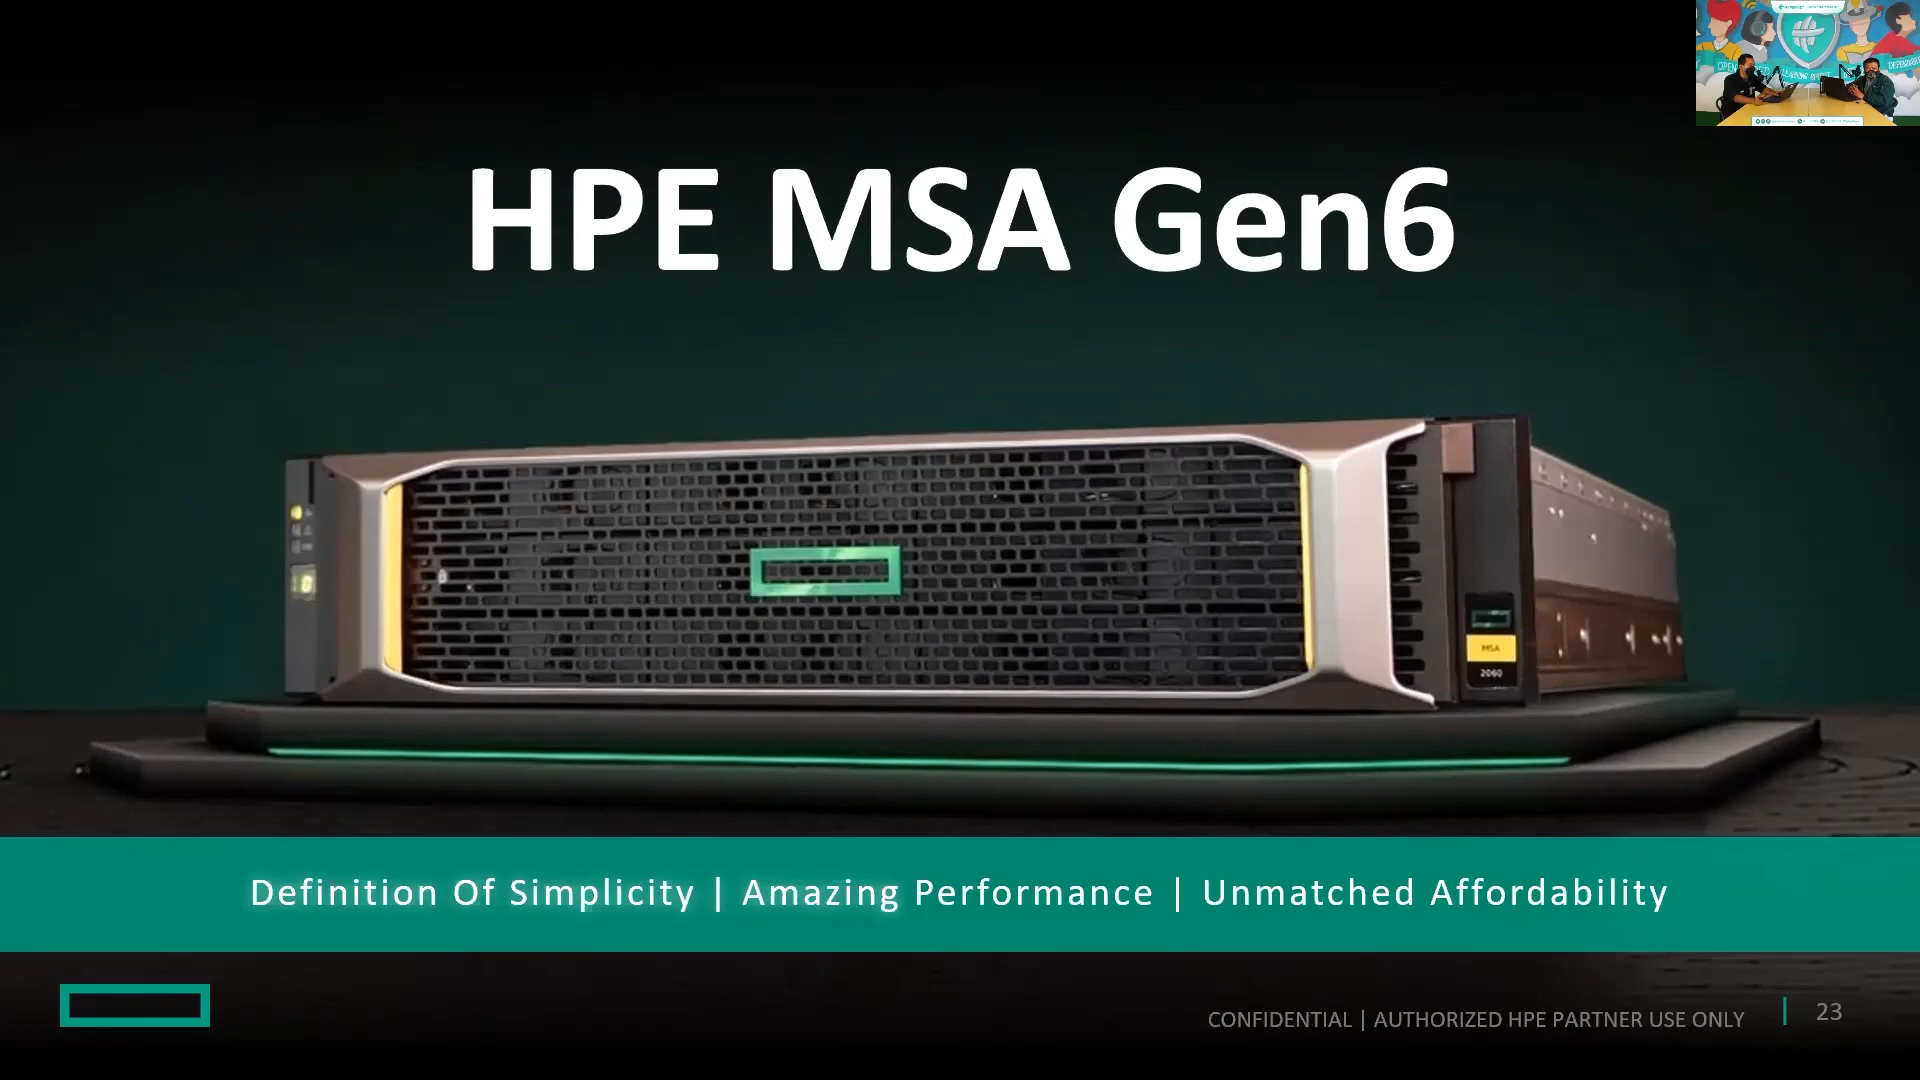 HPE MSA Gen6
MSA
2060
Definition Of Simplicity | Amazing Performance | Unmatched Affordability
CONFIDENTIAL | AUTHORIZED HPE PARTNER USE ONLY
23